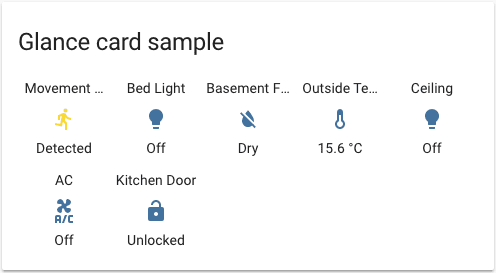 Glance card sample
Movement ... Bed Light Basement F... Outside Te... Ceiling
Detected Off Dry 15.6 °C Off
AC Kitchen Door
A/C
Off Unlocked